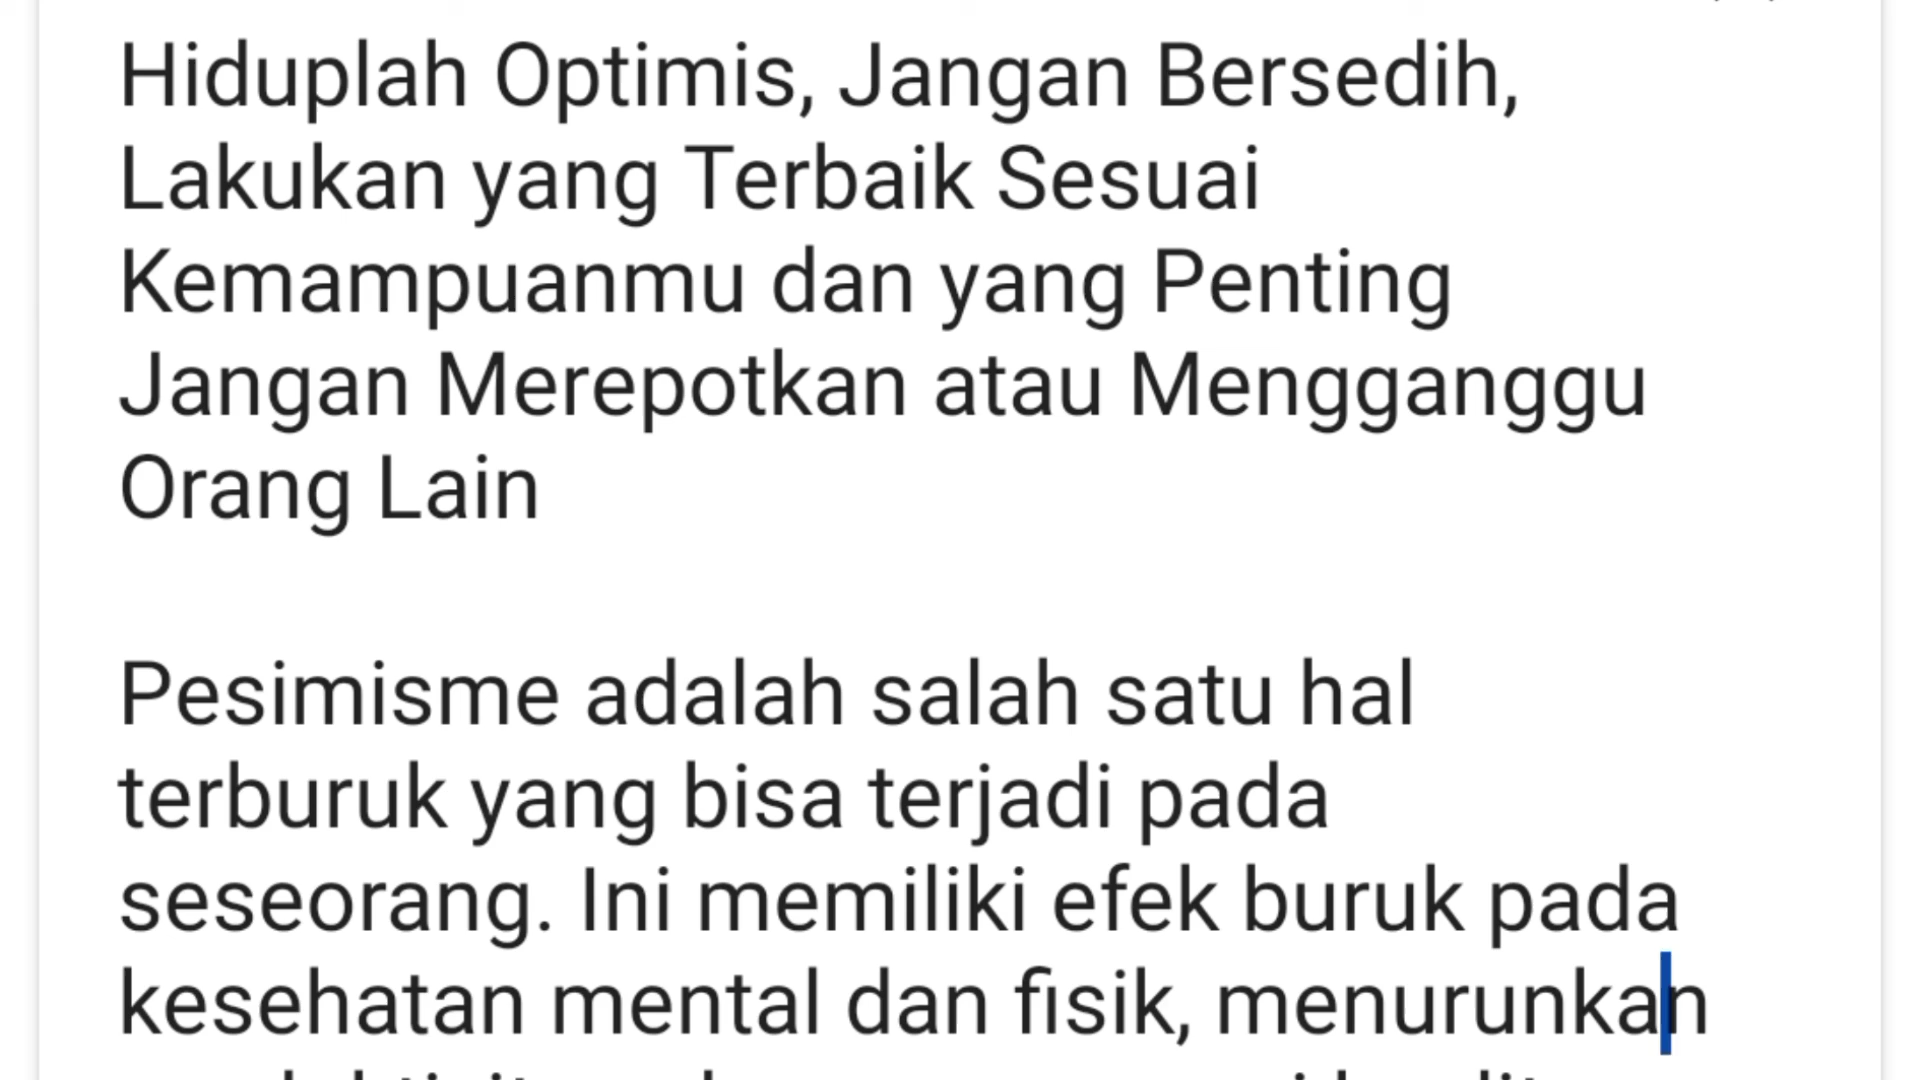 Hiduplah Optimis, Jangan Bersedih,
Lakukan yang Terbaik Sesuai
Kemampuanmu dan yang Penting
Jangan Merepotkan atau Mengganggu
Orang Lain
Pesimisme adalah salah satu hal
terburuk yang bisa terjadi pada
seseorang. Ini memiliki efek buruk pada
kesehatan mental dan fisik, menurunkan